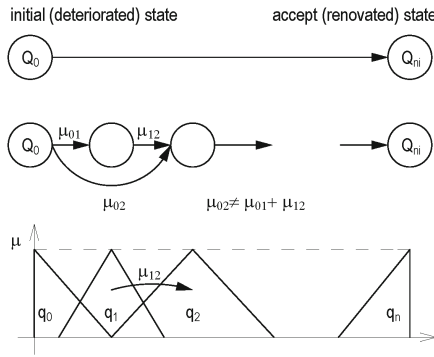 initial (deteriorated) state accept (renovated) state
Q0 Qni
Q0 μ01 μ12 Qni
μ02 μ02≠ μ01+ μ12
μ
μ12
q0 q1 q2 qn